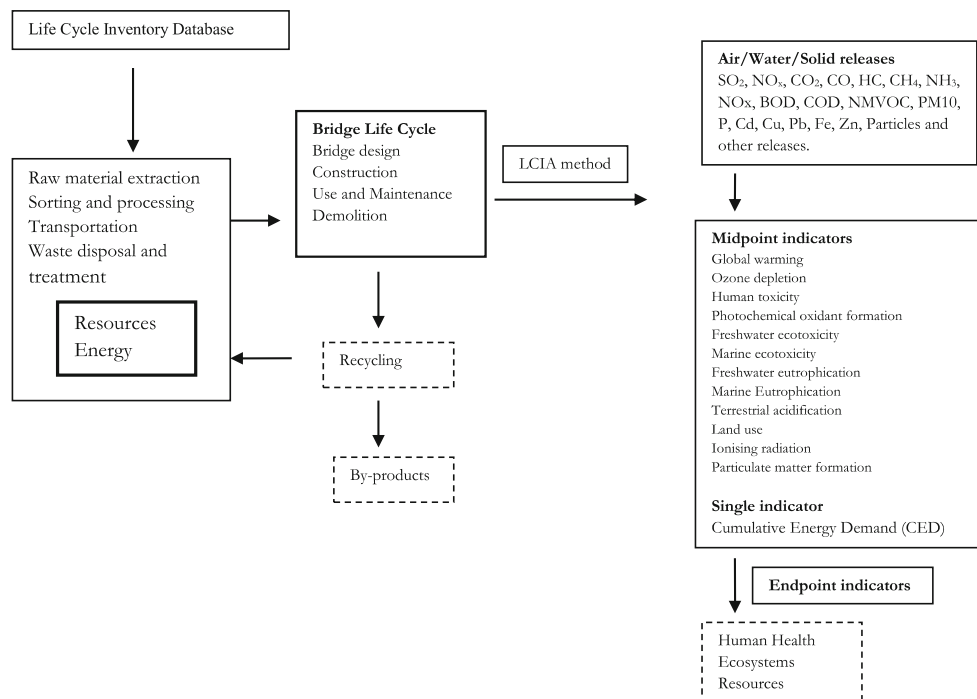 Life Cycle Inventory Database
Raw material extraction
Sorting and processing
Transportation
Waste disposal and
treatment
Resources
Energy
Bridge Life Cycle
Bridge design
Construction
Use and Maintenance
Demolition
Recycling
By-products
LCIA method
Air/Water/Solid releases
SO₂, NOₓ, CO₂, CO, HC, CH₄, NH₃,
NOx, BOD, COD, NMVOC, PM10,
P, Cd, Cu, Pb, Fe, Zn, Particles and
other releases.
Midpoint indicators
Global warming
Ozone depletion
Human toxicity
Photochemical oxidant formation
Freshwater ecotoxicity
Marine ecotoxicity
Freshwater eutrophication
Marine Eutrophication
Terrestrial acidification
Land use
Ionising radiation
Particulate matter formation
Single indicator
Cumulative Energy Demand (CED)
Endpoint indicators
Human Health
Ecosystems
Resources